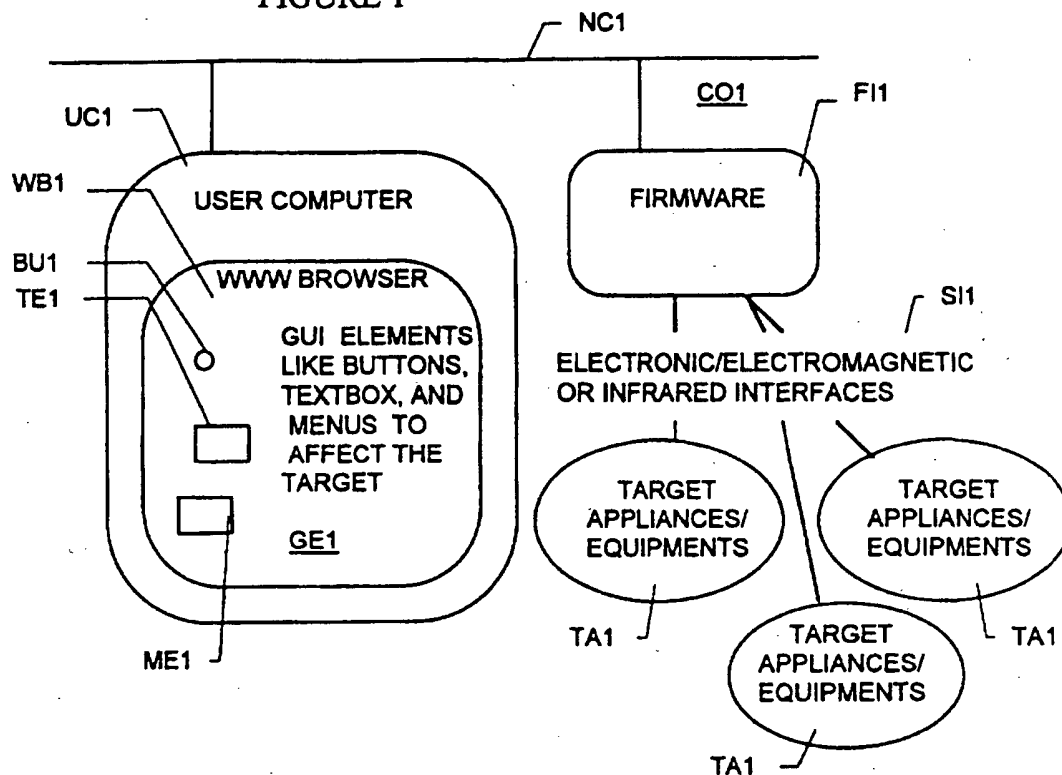 FIGURE 1
NC1
CO1
FI1
UC1
WB1
USER COMPUTER
FIRMWARE
BU1
TE1
WWW BROWSER
SI1
GUI ELEMENTS
LIKE BUTTONS,
TEXTBOX, AND
MENUS TO
AFFECT THE
TARGET
GE1
ELECTRONIC/ELECTROMAGNETIC
OR INFRARED INTERFACES
TARGET
APPLIANCES/
EQUIPMENTS
TARGET
APPLIANCES/
EQUIPMENTS
ME1
TA1
TARGET
APPLIANCES/
EQUIPMENTS
TA1
TA1